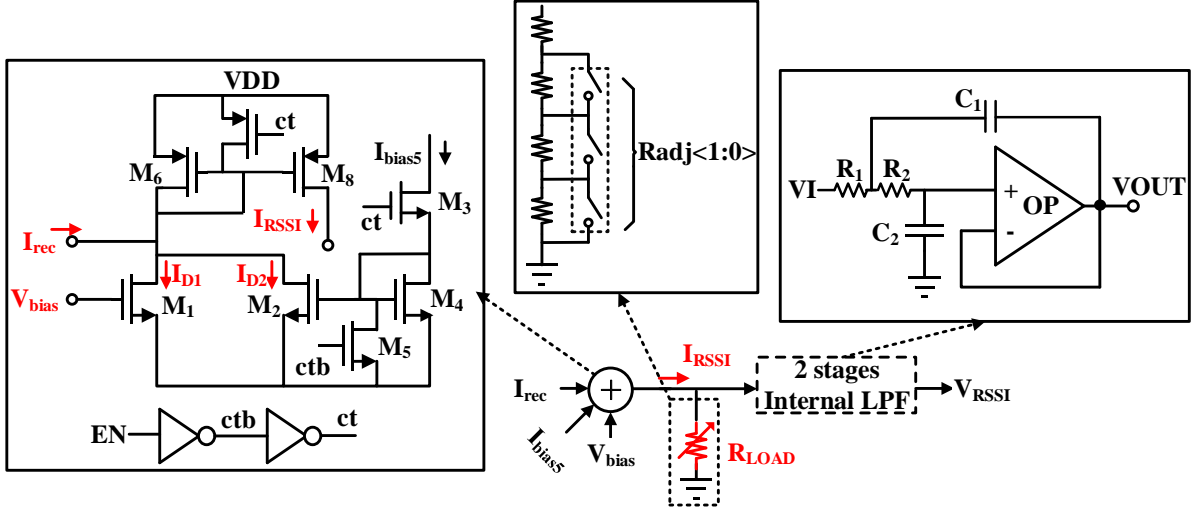 VDD
ct
M6
M8
Ibias5
M3
ct
IRSSI
Irec
ID1
ID2
Vbias
M1
M2
M4
M5
ctb
EN
ctb
ct
Radj<1:0>
C1
R1
R2
VI
+
OP
-
VOUT
C2
IRSSI
Irec
+
Ibias5
Vbias
RLOAD
2 stages
Internal LPF
VRSSI